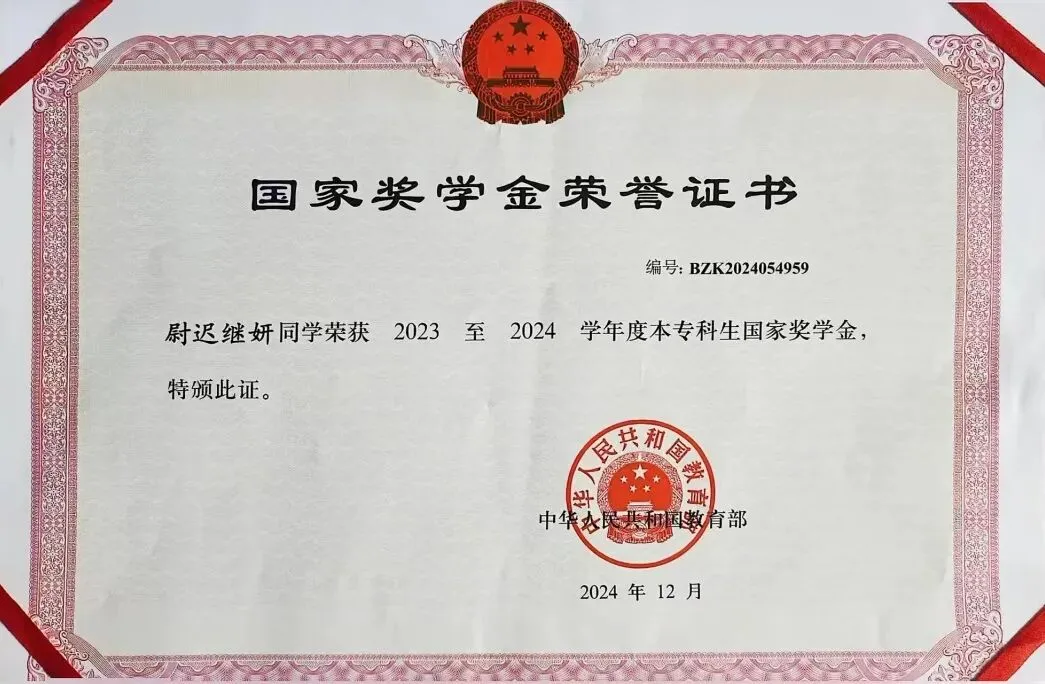 国家奖学金荣誉证书
编号: BZK2024054959
尉迟继妍同学荣获 2023 至 2024 学年度本专科生国家奖学金，
特颁此证。
中华人民共和国教育部
中华人民共和国教育部
2024 年 12 月